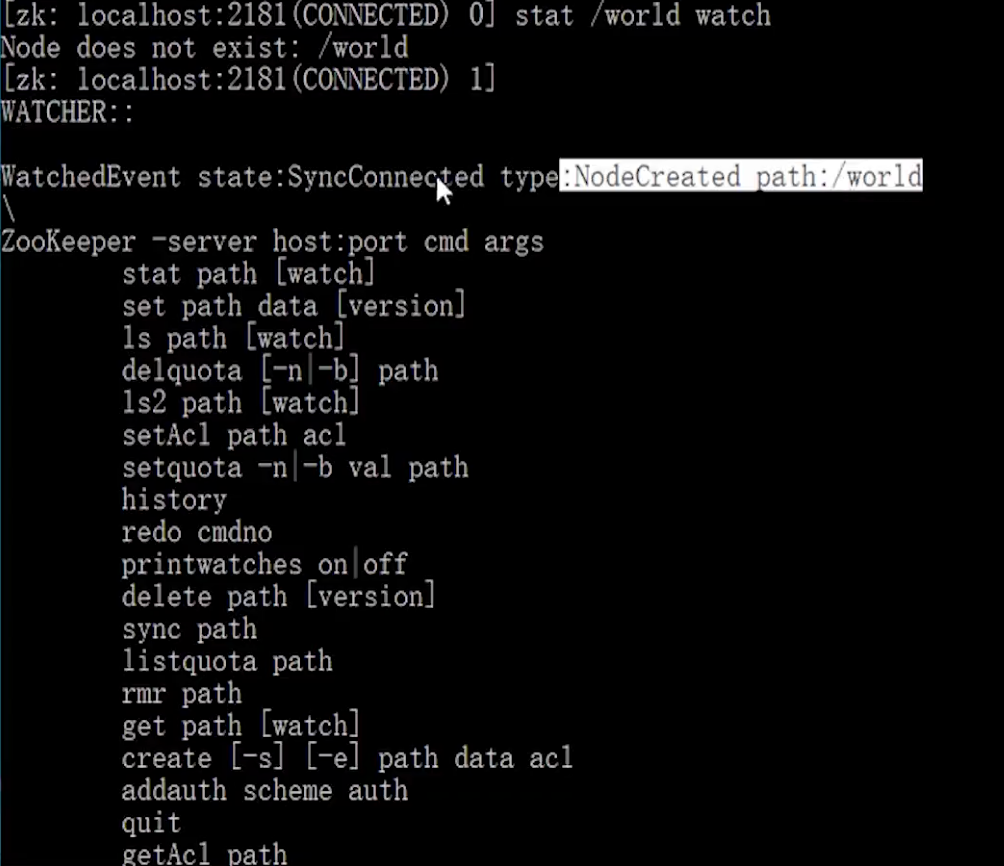 [zk: localhost:2181(CONNECTED) 0] stat /world watch
Node does not exist: /world
[zk: localhost:2181(CONNECTED) 1]
WATCHER::
WatchedEvent state:SyncConnected type:NodeCreated path:/world
\
ZooKeeper -server host:port cmd args
stat path [watch]
set path data [version]
ls path [watch]
delquota [-n|-b] path
ls2 path [watch]
setAcl path acl
setquota -n|-b val path
history
redo cmdno
printwatches on|off
delete path [version]
sync path
listquota path
rmr path
get path [watch]
create [-s] [-e] path data acl
addauth scheme auth
quit
getAcl path